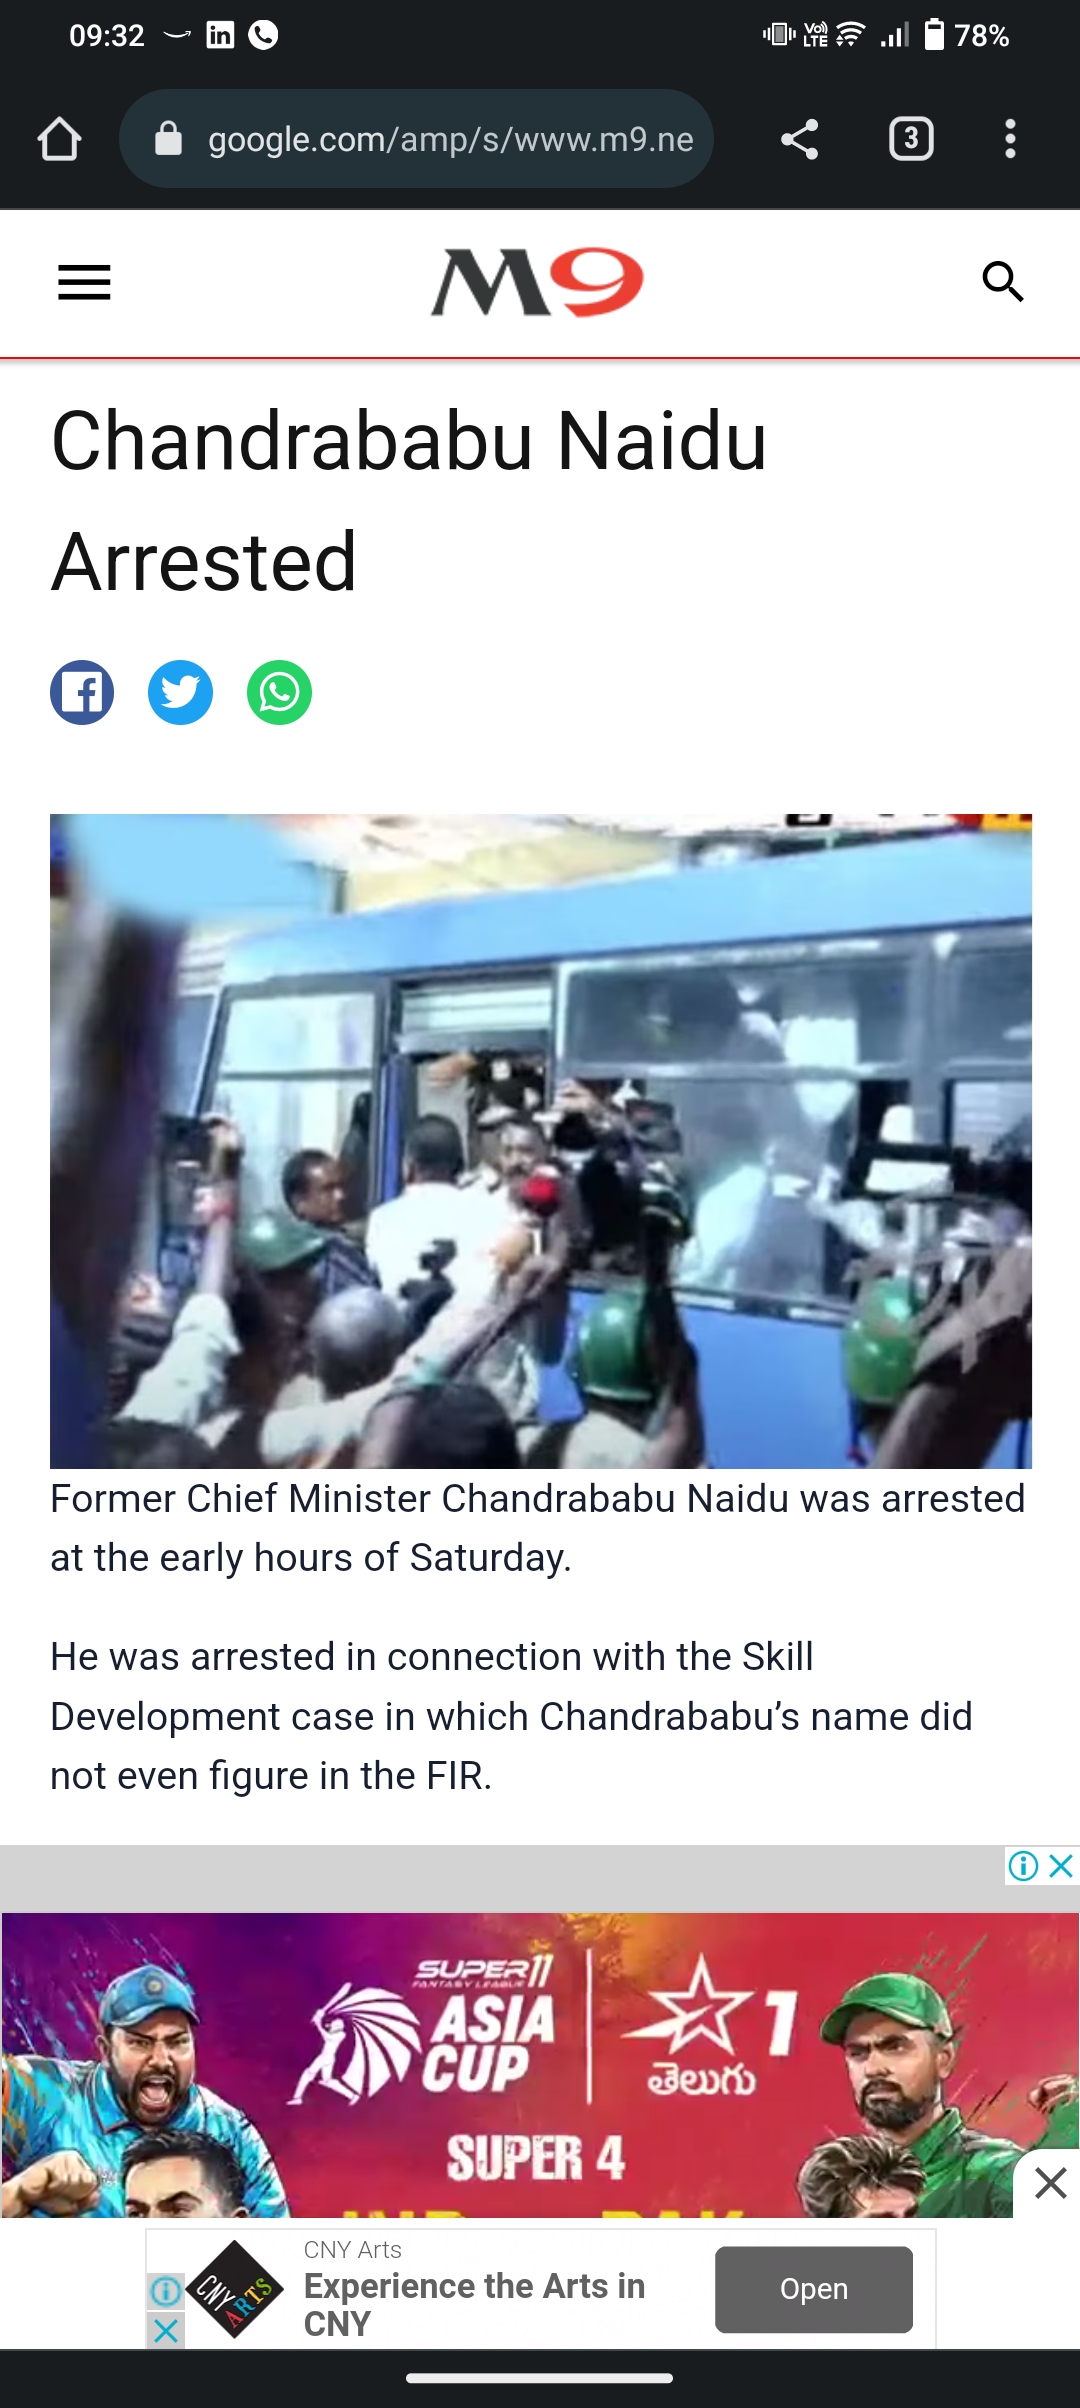 09:32
Vo))
LTE
78%
google.com/amp/s/www.m9.ne
3
M9
Chandrababu Naidu
Arrested
Former Chief Minister Chandrababu Naidu was arrested
at the early hours of Saturday.
He was arrested in connection with the Skill
Development case in which Chandrababu’s name did
not even figure in the FIR.
SUPER11
FANTASY LEAGUE
ASIA
CUP
1
తెలుగు
SUPER 4
CNY Arts
CNY ARTS
Experience the Arts in
CNY
Open